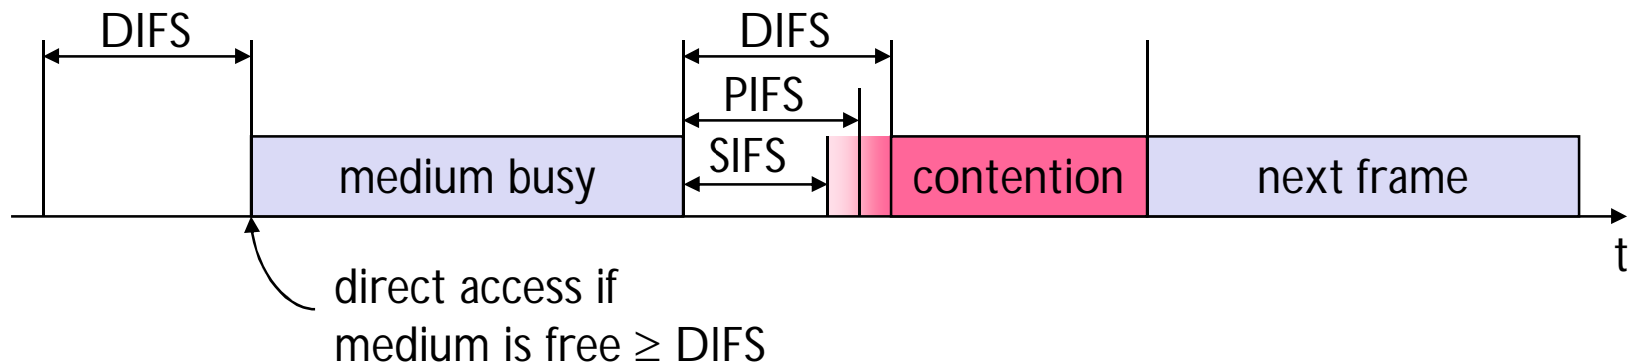 DIFS
DIFS
PIFS
SIFS
medium busy
contention
next frame
t
direct access if
medium is free ≥ DIFS